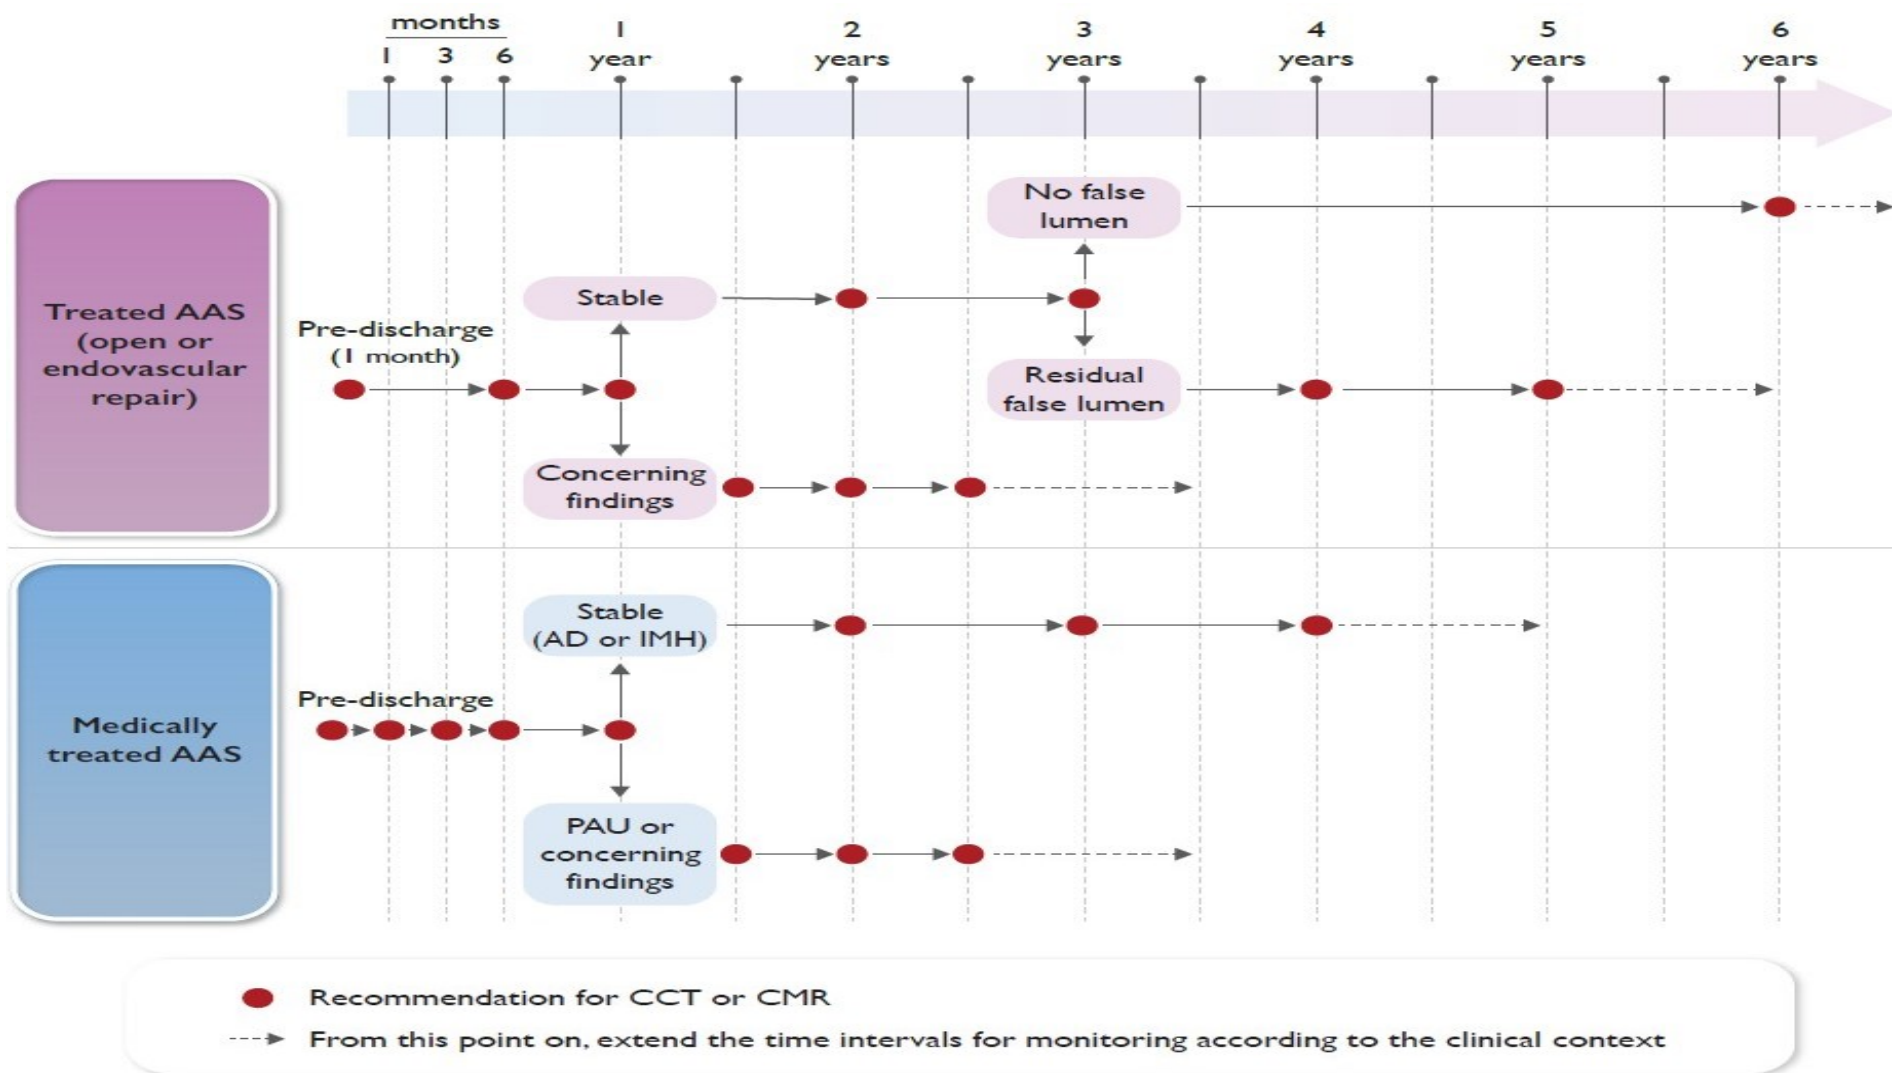 months
1 3 6
1
year
2
years
3
years
4
years
5
years
6
years
Treated AAS
(open or
endovascular
repair)
Pre-discharge
(1 month)
Stable
Concerning
findings
No false
lumen
Residual
false lumen
Medically
treated AAS
Pre-discharge
Stable
(AD or IMH)
PAU or
concerning
findings
Recommendation for CCT or CMR
From this point on, extend the time intervals for monitoring according to the clinical context